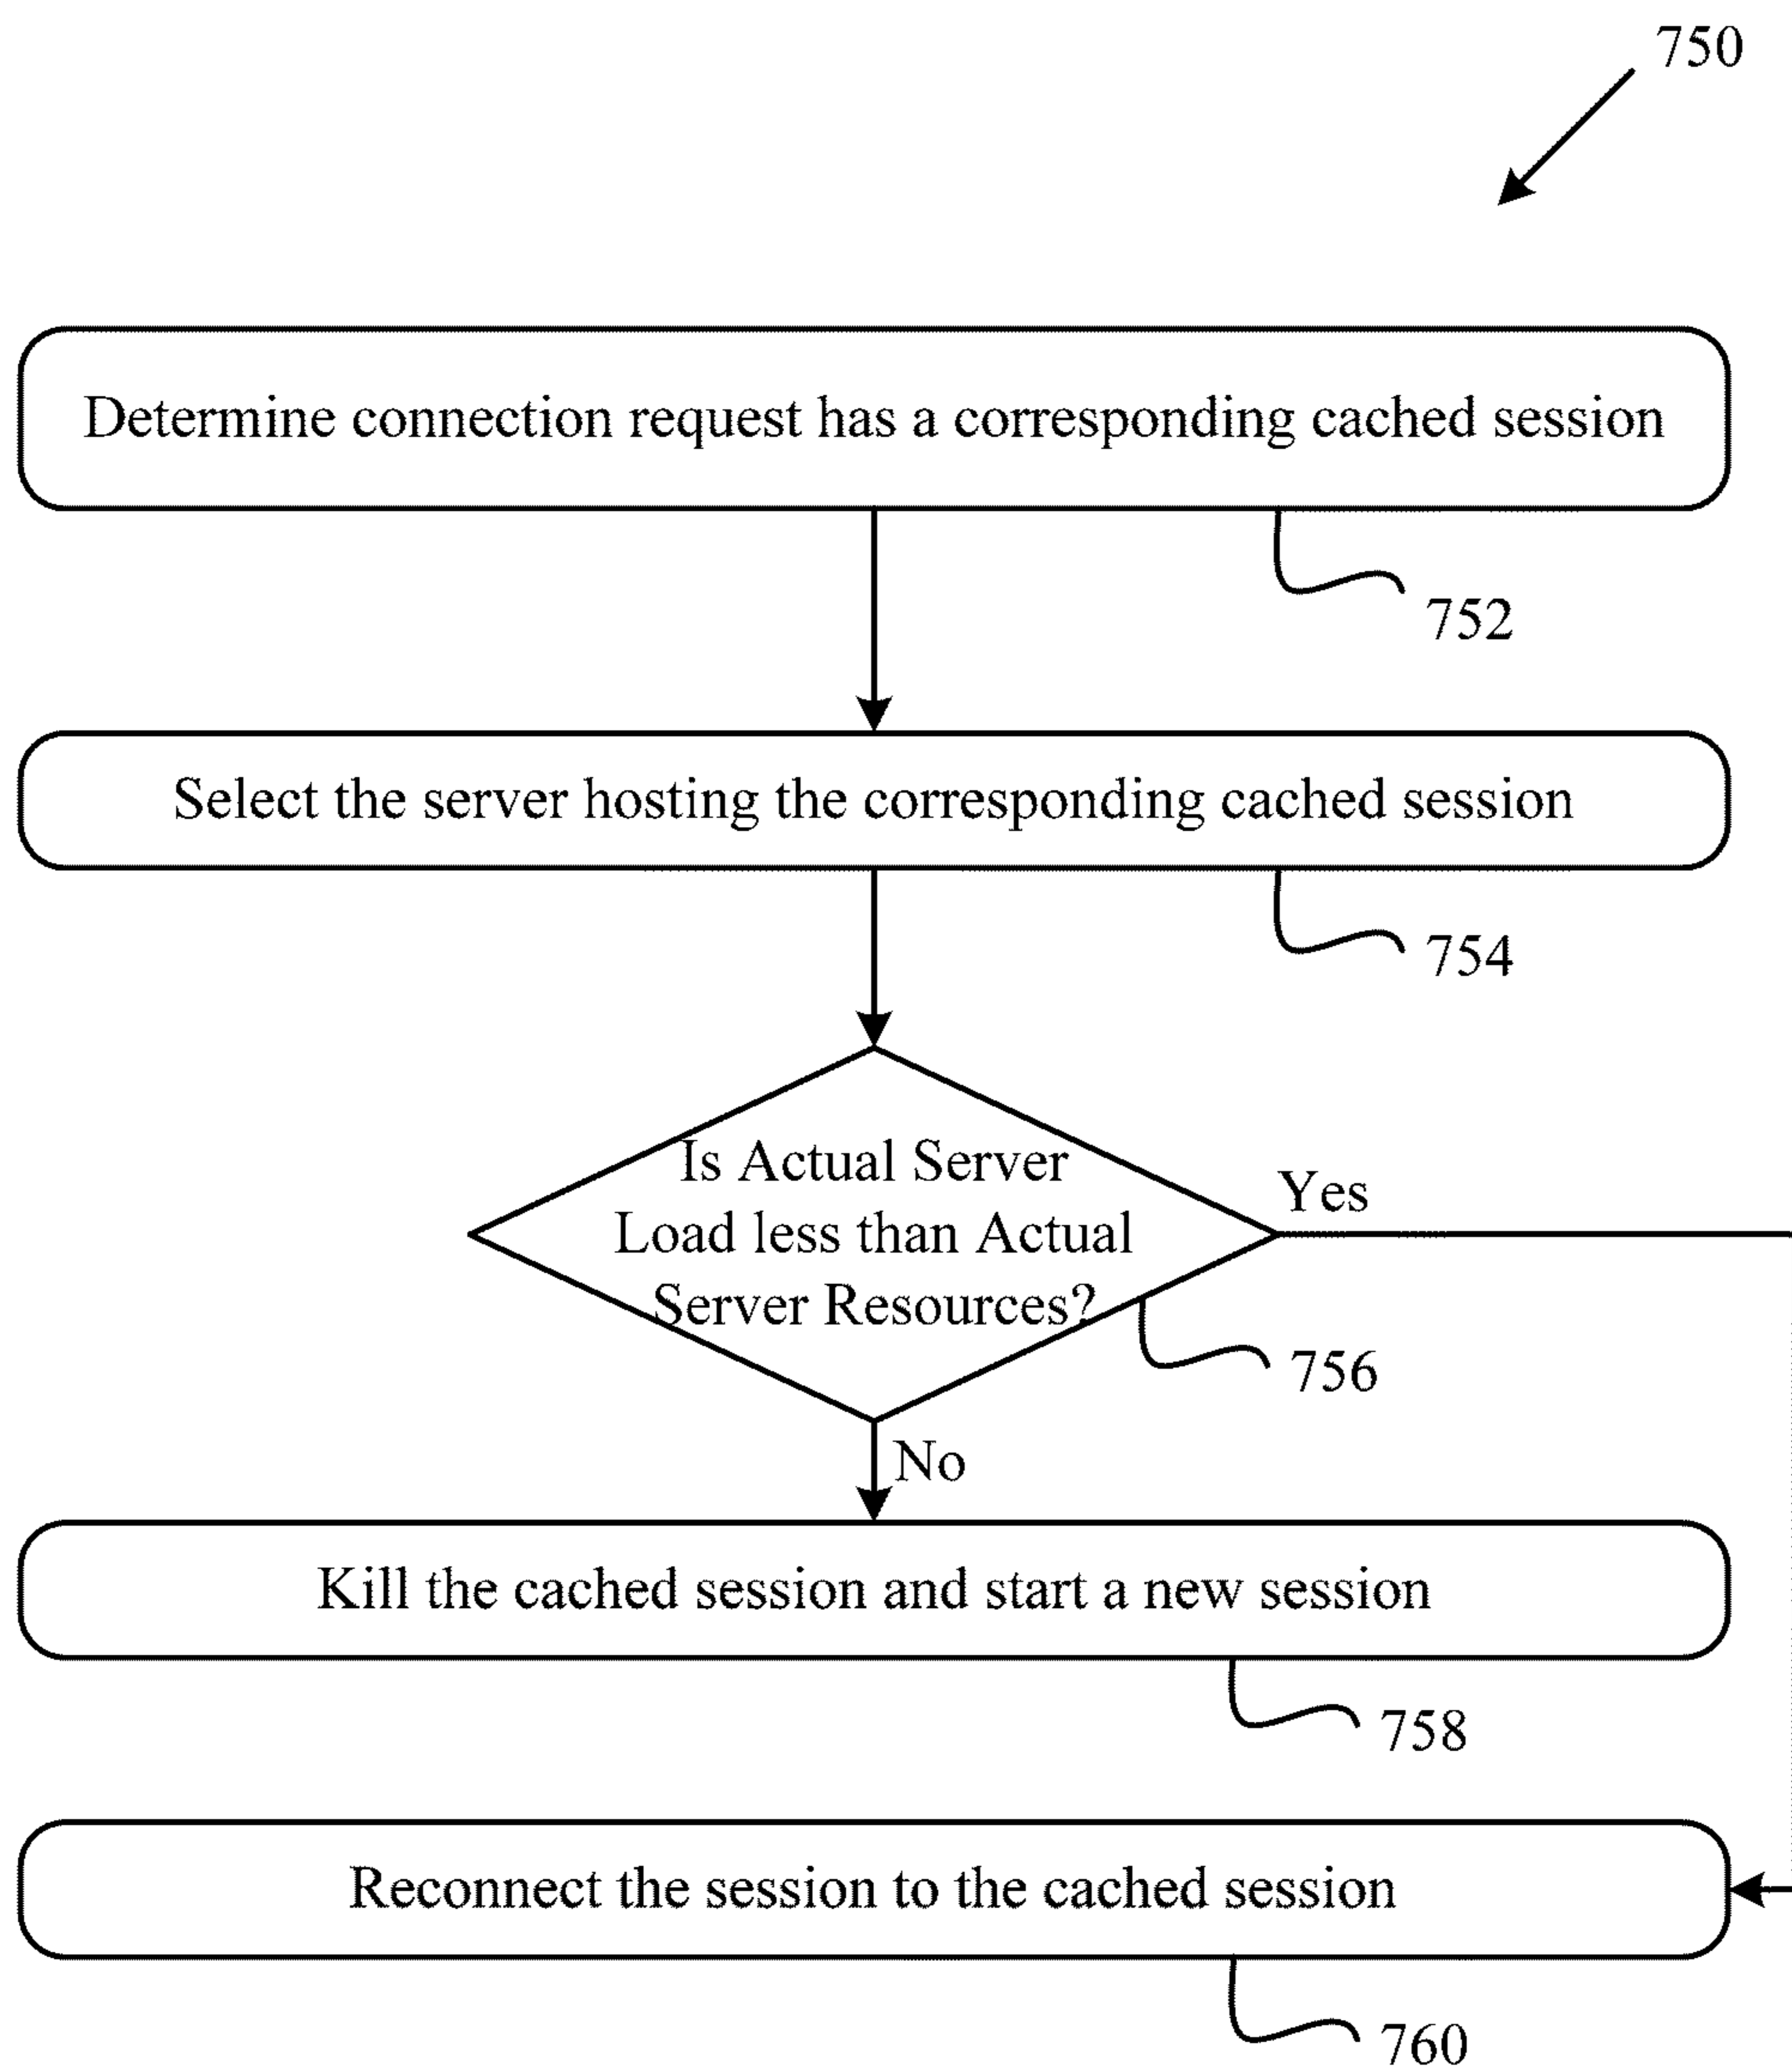 750
Determine connection request has a corresponding cached session
752
Select the server hosting the corresponding cached session
754
Is Actual Server
Load less than Actual
Server Resources?
Yes
756
No
Kill the cached session and start a new session
758
Reconnect the session to the cached session
760